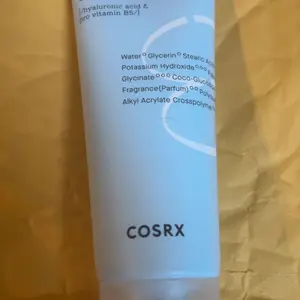 (hyaluronic acid &
pro vitamin B5/)
Water Glycerin Stearic
Potassium Hydroxide
Glycinate Coco-Glucoside
Fragrance(Parfum)
Alkyl Acrylate Crosspolymer
COSRX